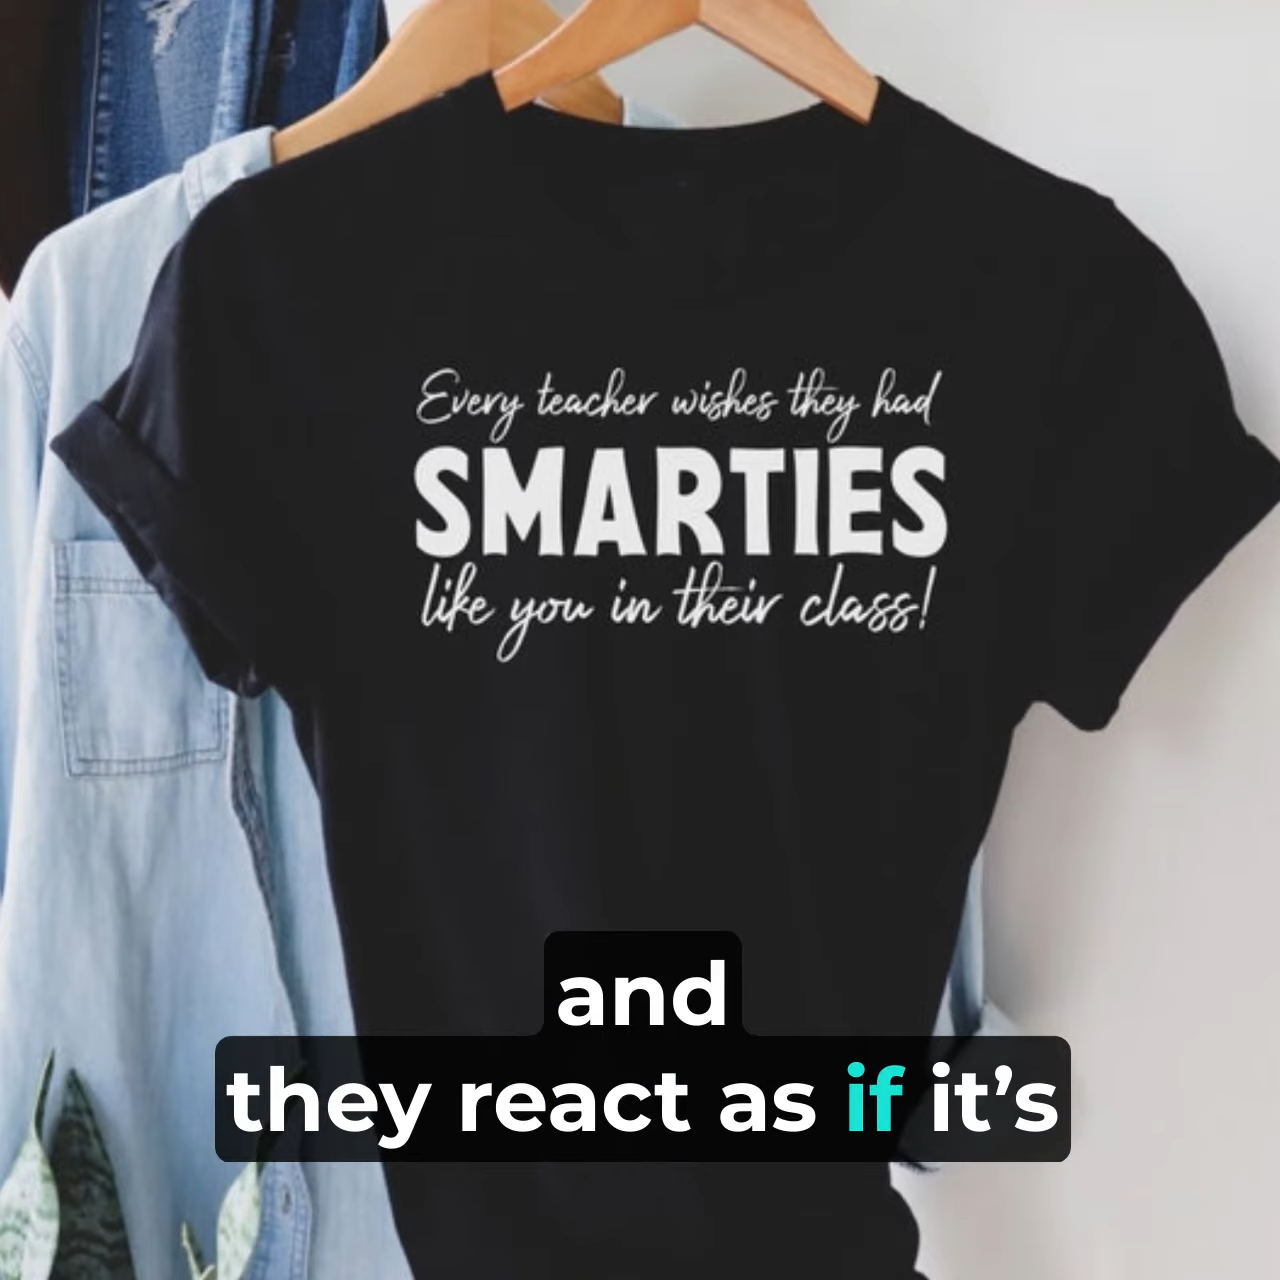 Every teacher wishes they had
SMARTIES
like you in their class!
and
they react as if it’s